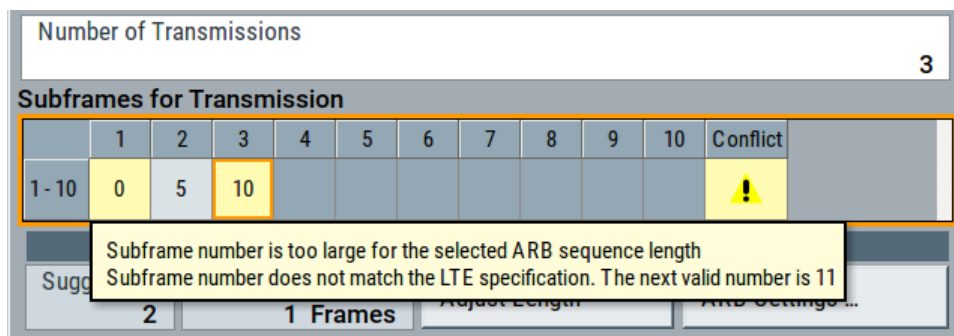 Number of Transmissions
3
Subframes for Transmission
1 2 3 4 5 6 7 8 9 10 Conflict
1 - 10 0 5 10
Subframe number is too large for the selected ARB sequence length
Subframe number does not match the LTE specification. The next valid number is 11
Sugg
2 1 Frames